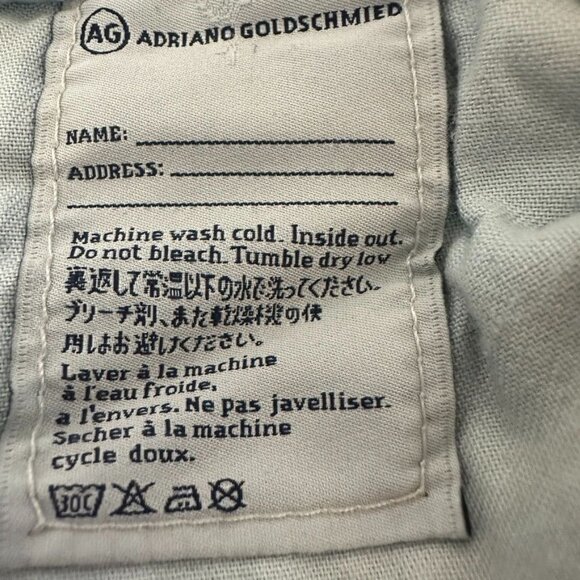 AG ADRIANO GOLDSCHMIED
NAME:
ADDRESS:
Machine wash cold. Inside out.
Do not bleach. Tumble dry low
裏返して常温以下の水で洗ってください。
ブリーチ剤、また乾燥機の使
用しはお避けください。
Laver à la machine
à l'eau froide,
a l'envers. Ne pas javelliser.
Secher à la machine
cycle doux.
30C